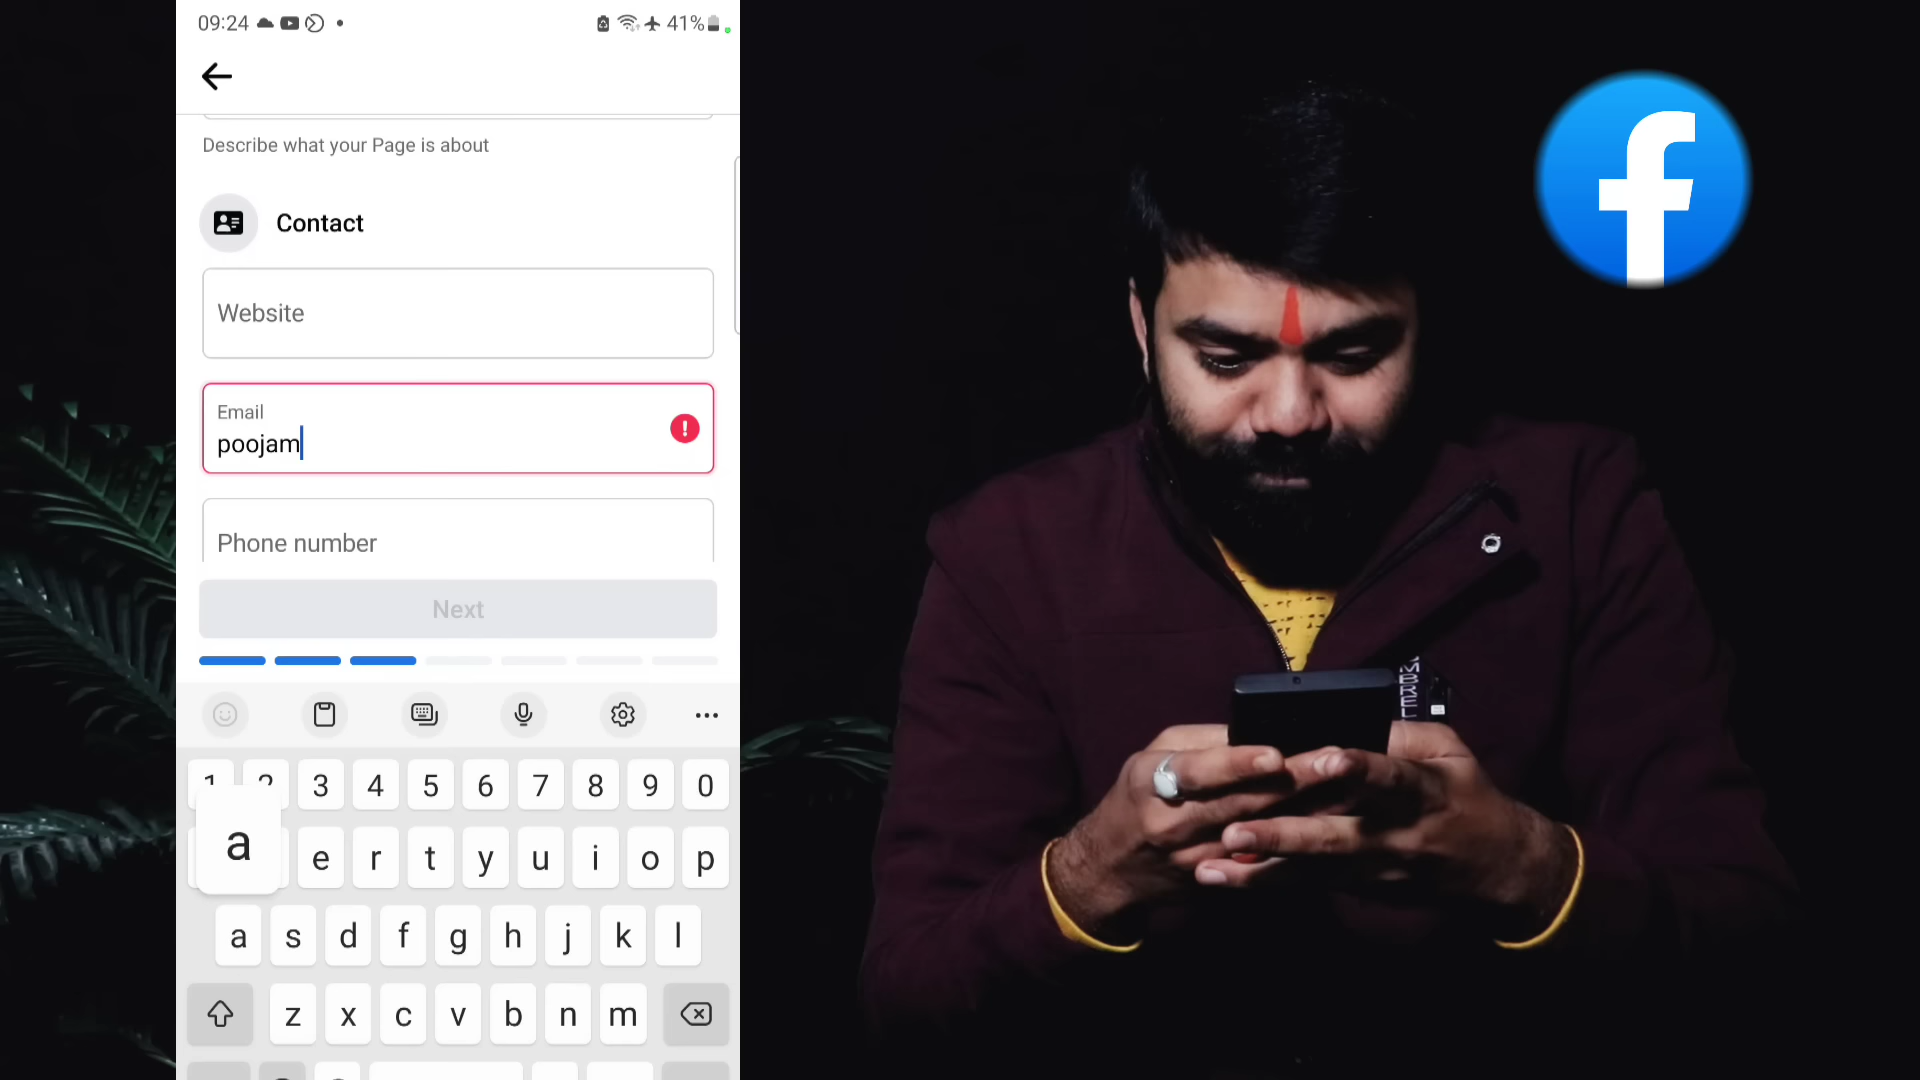 09:24
41%
Describe what your Page is about
Contact
Website
Email
poojam
Phone number
Next
3 4 5 6 7 8 9 0
a
e r t y u i o p
a s d f g h j k l
z x c v b n m
f
MBREL